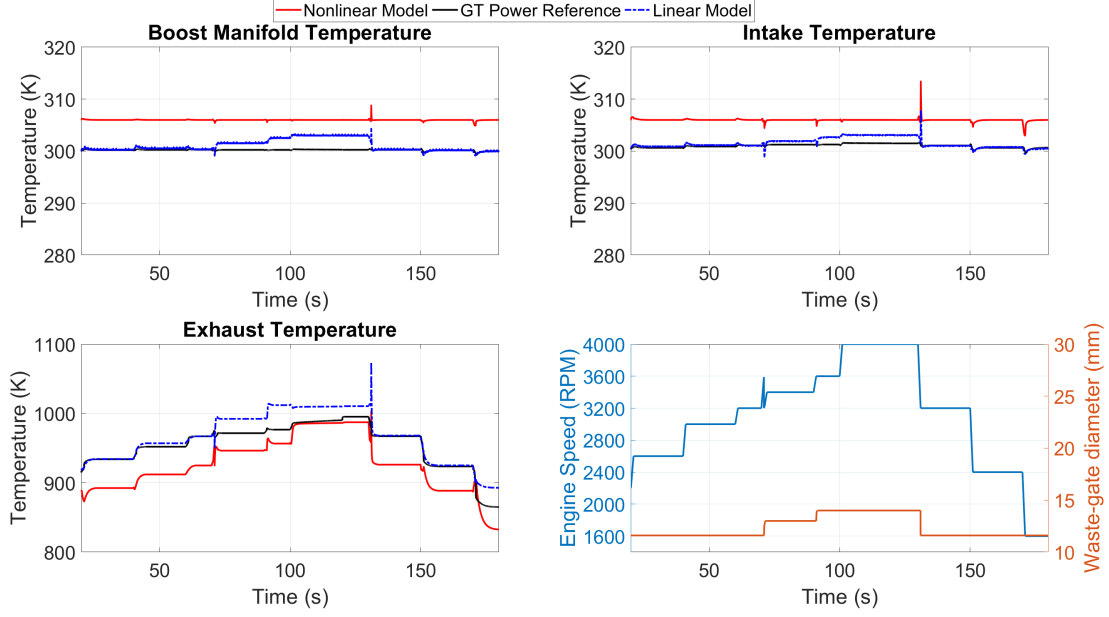 Nonlinear Model GT Power Reference Linear Model
Boost Manifold Temperature
320
310
300
290
280
Temperature (K)
50 100 150
Time (s)
Intake Temperature
320
310
300
290
280
Temperature (K)
50 100 150
Time (s)
Exhaust Temperature
1100
1000
900
800
Temperature (K)
50 100 150
Time (s)
4000
3600
3200
2800
2400
2000
1600
Engine Speed (RPM)
30
25
20
15
10
Waste-gate diameter (mm)
50 100 150
Time (s)